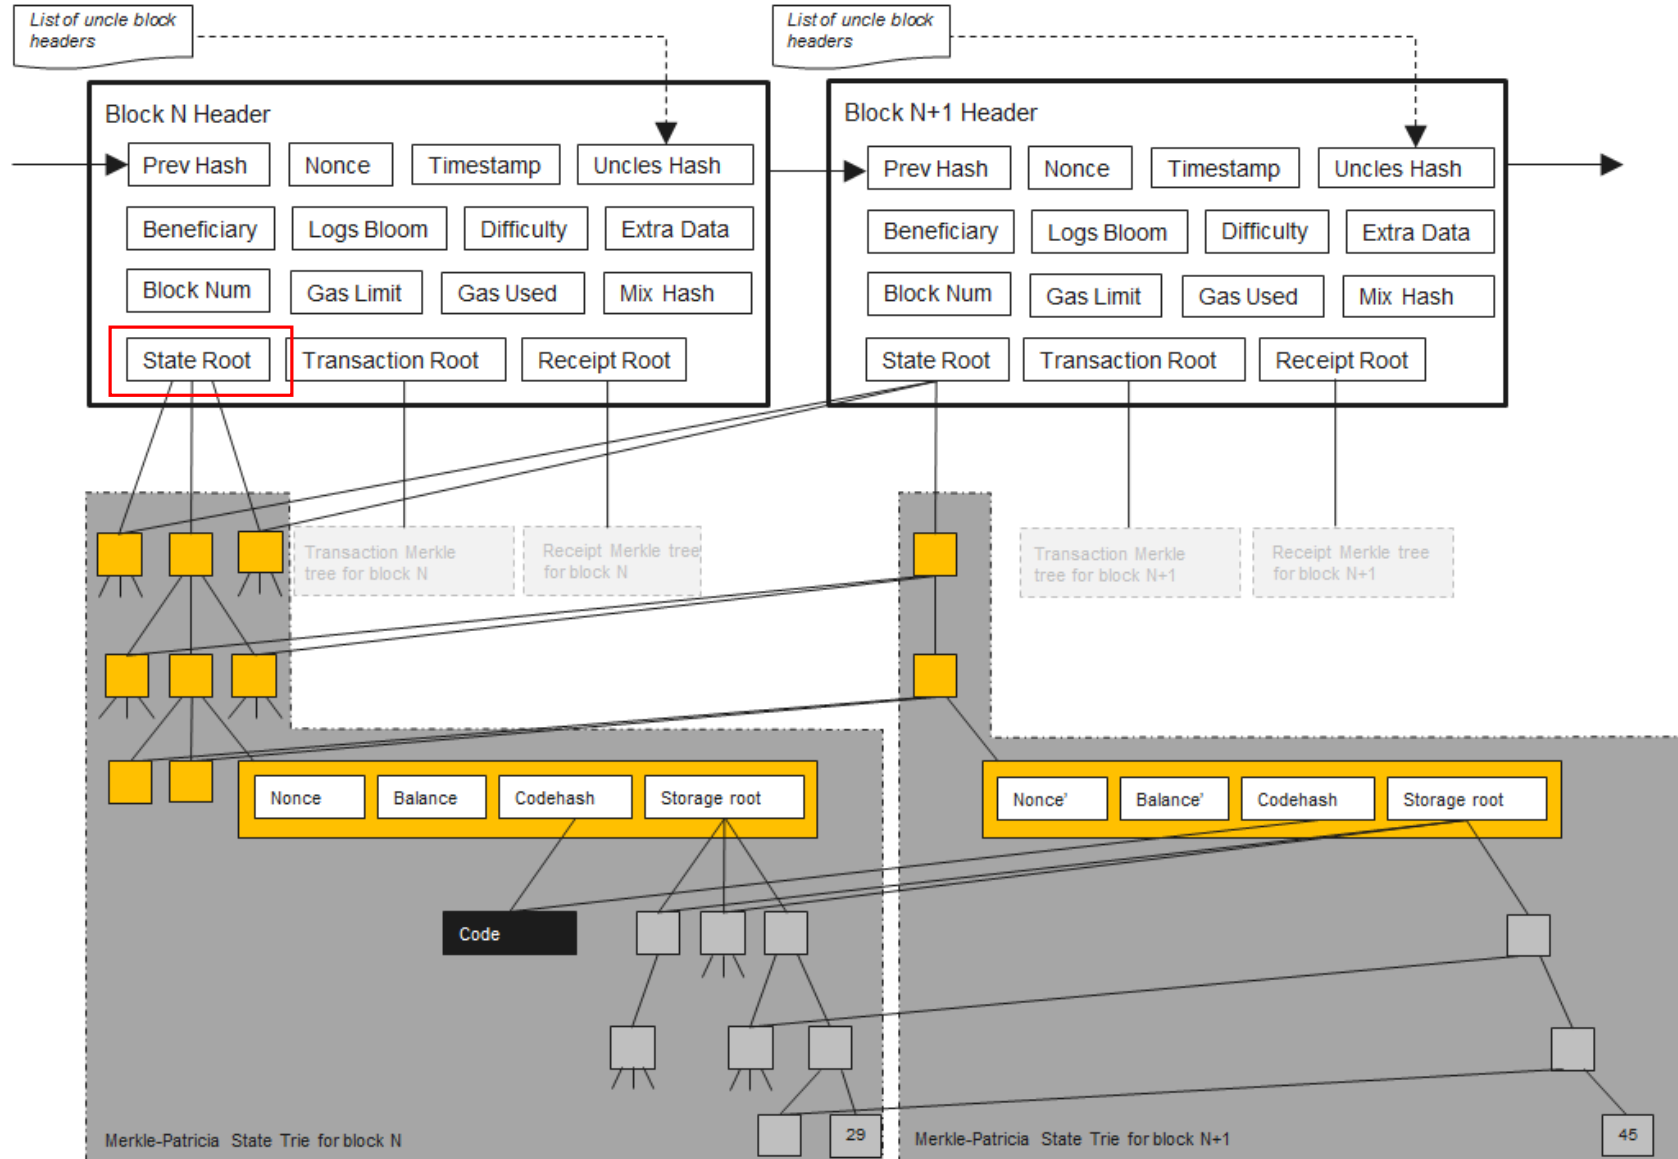 List of uncle block
headers
List of uncle block
headers
Block N Header
Prev Hash
Nonce
Timestamp
Uncles Hash
Beneficiary
Logs Bloom
Difficulty
Extra Data
Block Num
Gas Limit
Gas Used
Mix Hash
State Root
Transaction Root
Receipt Root
Block N+1 Header
Prev Hash
Nonce
Timestamp
Uncles Hash
Beneficiary
Logs Bloom
Difficulty
Extra Data
Block Num
Gas Limit
Gas Used
Mix Hash
State Root
Transaction Root
Receipt Root
Transaction Merkle
tree for block N
Receipt Merkle tree
for block N
Transaction Merkle
tree for block N+1
Receipt Merkle tree
for block N+1
Nonce
Balance
Codehash
Storage root
Nonce’
Balance’
Codehash
Storage root
Code
29
45
Merkle-Patricia State Trie for block N
Merkle-Patricia State Trie for block N+1